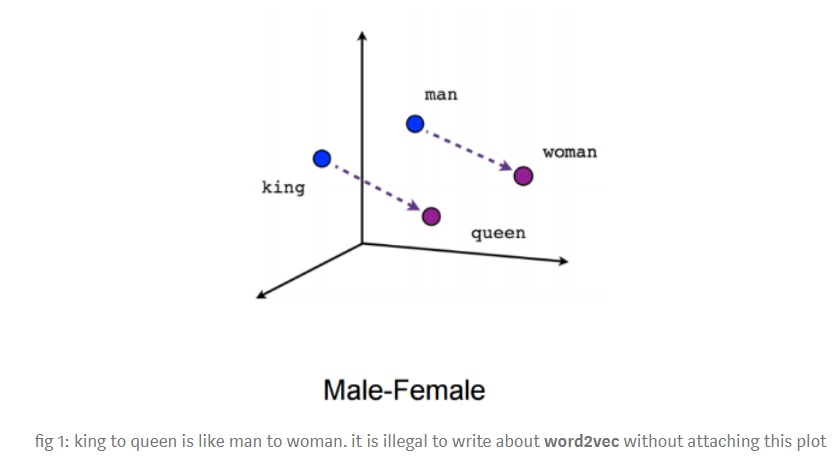 man
woman
king
queen
Male-Female
fig 1: king to queen is like man to woman. it is illegal to write about word2vec without attaching this plot